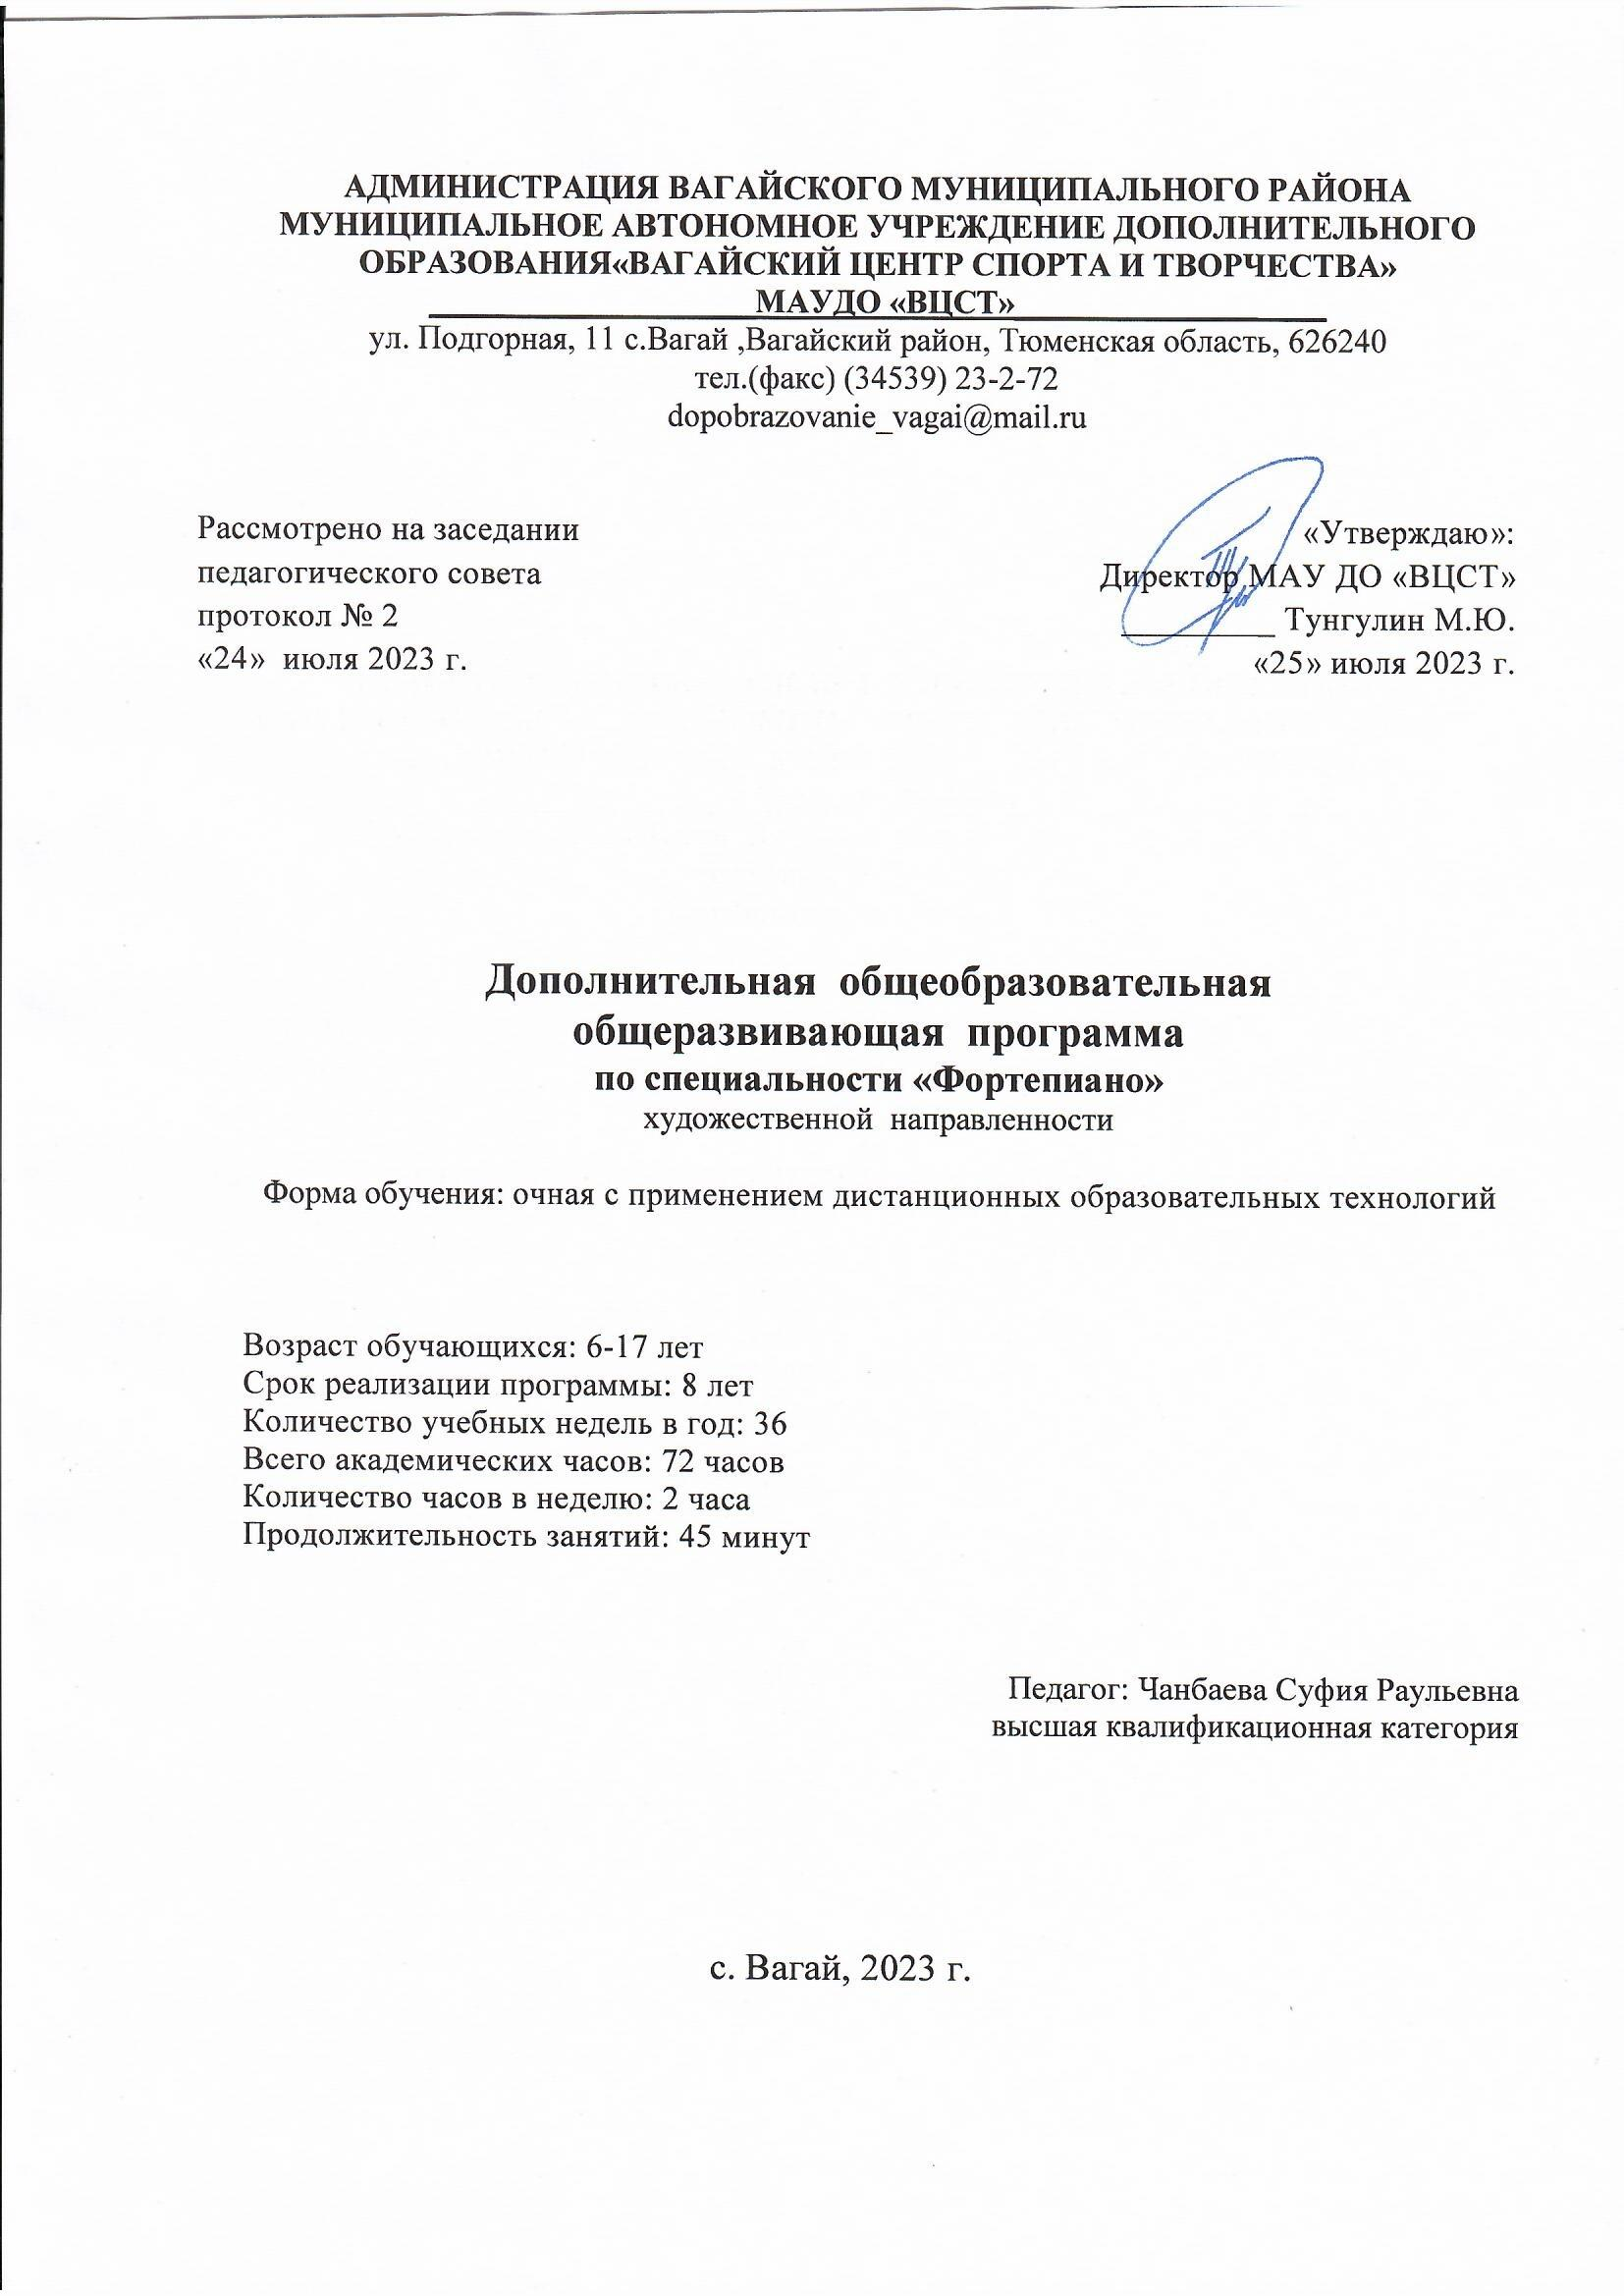 АДМИНИСТРАЦИЯ ВАГАЙСКОГО МУНИЦИПАЛЬНОГО РАЙОНА
МУНИЦИПАЛЬНОЕ АВТОНОМНОЕ УЧРЕЖДЕНИЕ ДОПОЛНИТЕЛЬНОГО
ОБРАЗОВАНИЯ«ВАГАЙСКИЙ ЦЕНТР СПОРТА И ТВОРЧЕСТВА»
МАУДО «ВЦСТ»
ул. Подгорная, 11 с.Вагай ,Вагайский район, Тюменская область, 626240
тел.(факс) (34539) 23-2-72
dopobrazovanie_vagai@mail.ru
Рассмотрено на заседании
педагогического совета
протокол № 2
«24» июля 2023 г.
«Утверждаю»:
Директор МАУ ДО «ВЦСТ»
_________ Тунгулин М.Ю.
«25» июля 2023 г.
Дополнительная общеобразовательная
общеразвивающая программа
по специальности «Фортепиано»
художественной направленности
Форма обучения: очная с применением дистанционных образовательных технологий
Возраст обучающихся: 6-17 лет
Срок реализации программы: 8 лет
Количество учебных недель в год: 36
Всего академических часов: 72 часов
Количество часов в неделю: 2 часа
Продолжительность занятий: 45 минут
Педагог: Чанбаева Суфия Раульевна
высшая квалификационная категория
с. Вагай, 2023 г.